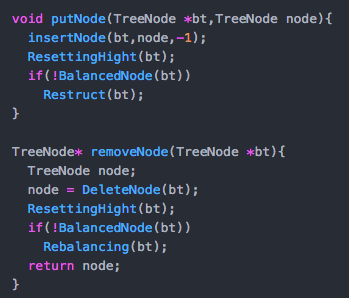 void putNode(TreeNode *bt,TreeNode node){
  insertNode(bt,node,-1);
  ResettingHight(bt);
  if(!BalancedNode(bt))
    Restruct(bt);
}

TreeNode* removeNode(TreeNode *bt){
  TreeNode node;
  node = DeleteNode(bt);
  ResettingHight(bt);
  if(!BalancedNode(bt))
    Rebalancing(bt);
  return node;
}